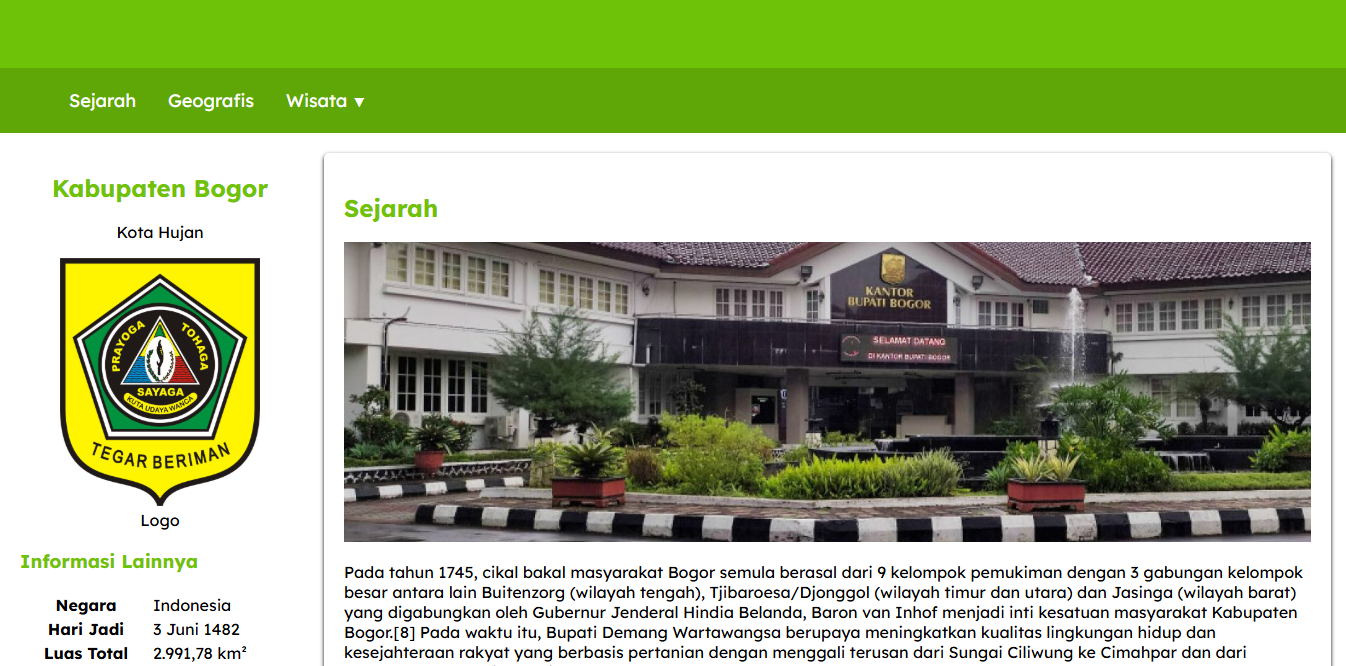 Sejarah
Geografis
Wisata ▼
Kabupaten Bogor
Kota Hujan
PRAYOGA
TOHAGA
SAYAGA
KUTA UDAYA WANGA
TEGAR BERIMAN
Logo
Informasi Lainnya
Negara Indonesia
Hari Jadi 3 Juni 1482
Luas Total 2.991,78 km²
Sejarah
KANTOR
BUPATI BOGOR
SELAMAT DATANG
DI KANTOR BUPATI BOGOR
Pada tahun 1745, cikal bakal masyarakat Bogor semula berasal dari 9 kelompok pemukiman dengan 3 gabungan kelompok
besar antara lain Buitenzorg (wilayah tengah), Tjibaroesa/Djonggol (wilayah timur dan utara) dan Jasinga (wilayah barat)
yang digabungkan oleh Gubernur Jenderal Hindia Belanda, Baron van Inhof menjadi inti kesatuan masyarakat Kabupaten
Bogor.[8] Pada waktu itu, Bupati Demang Wartawangsa berupaya meningkatkan kualitas lingkungan hidup dan
kesejahteraan rakyat yang berbasis pertanian dengan menggali terusan dari Sungai Ciliwung ke Cimahpar dan dari